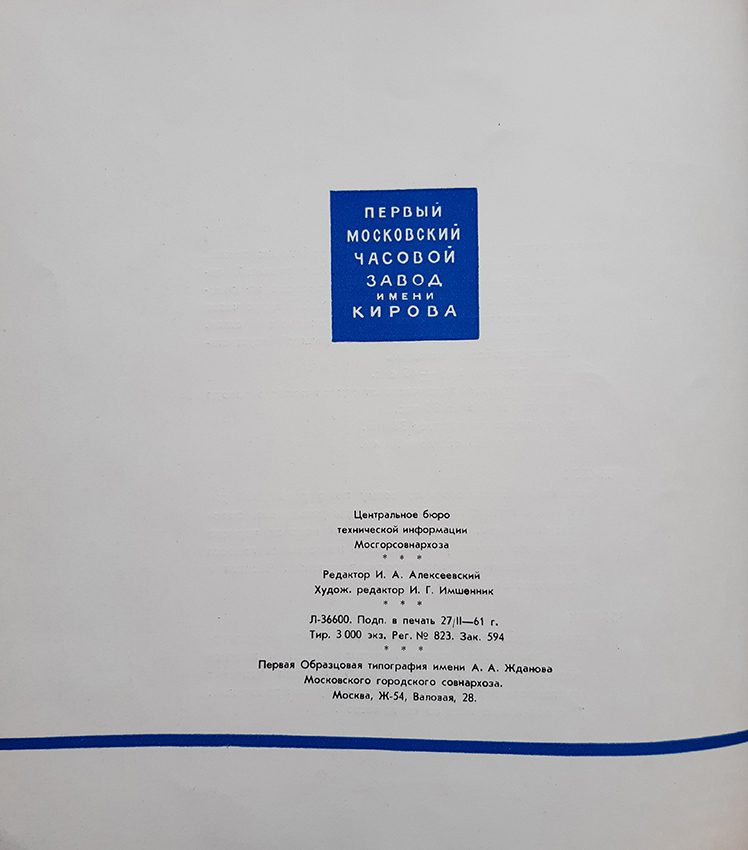 ПЕРВЫЙ
МОСКОВСКИЙ
ЧАСОВОЙ
ЗАВОД
ИМЕНИ
КИРОВА
Центральное бюро
технической информации
Мосгорсовнархоза
* * *
Редактор И. А. Алексеевский
Худож. редактор И. Г. Имшенник
* * *
Л-36600. Подп. в печать 27/II—61 г.
Тир. 3 000 экз. Рег. № 823. Зак. 594
* * *
Первая Образцовая типография имени А. А. Жданова
Московского городского совнархоза.
Москва, Ж-54, Валовая, 28.